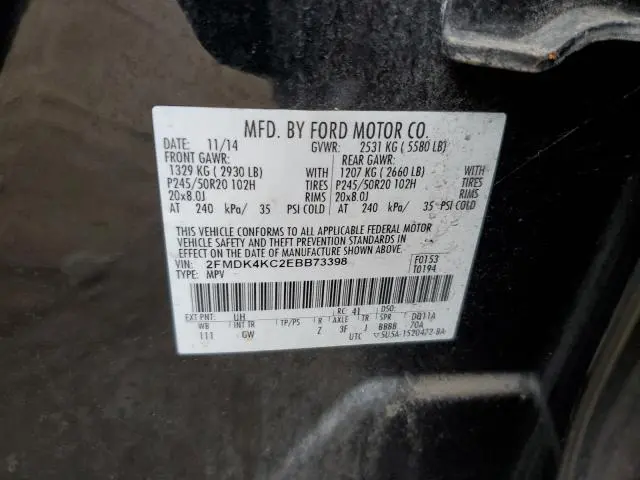 MFD. BY FORD MOTOR CO.
DATE: 11/14 GVWR: 2531 KG ( 5580 LB)
FRONT GAWR: REAR GAWR:
1329 KG ( 2930 LB) WITH 1207 KG ( 2660 LB) WITH
P245/50R20 102H TIRES P245/50R20 102H TIRES
20x8.0J RIMS 20x8.0J RIMS
AT 240 kPa/ 35 PSI COLD AT 240 kPa/ 35 PSI COLD
THIS VEHICLE CONFORMS TO ALL APPLICABLE FEDERAL MOTOR
VEHICLE SAFETY AND THEFT PREVENTION STANDARDS IN
EFFECT ON THE DATE OF MANUFACTURE SHOWN ABOVE.
VIN: 2FMDK4KC2EBB73398 F0153
TYPE: MPV T0194
EXT PNT: UH RC: 41 DSO:
WB INT TR TP/PS R AXLE TR SPR DQ11A
111 GW Z 3F J BBBB 70A
UTC